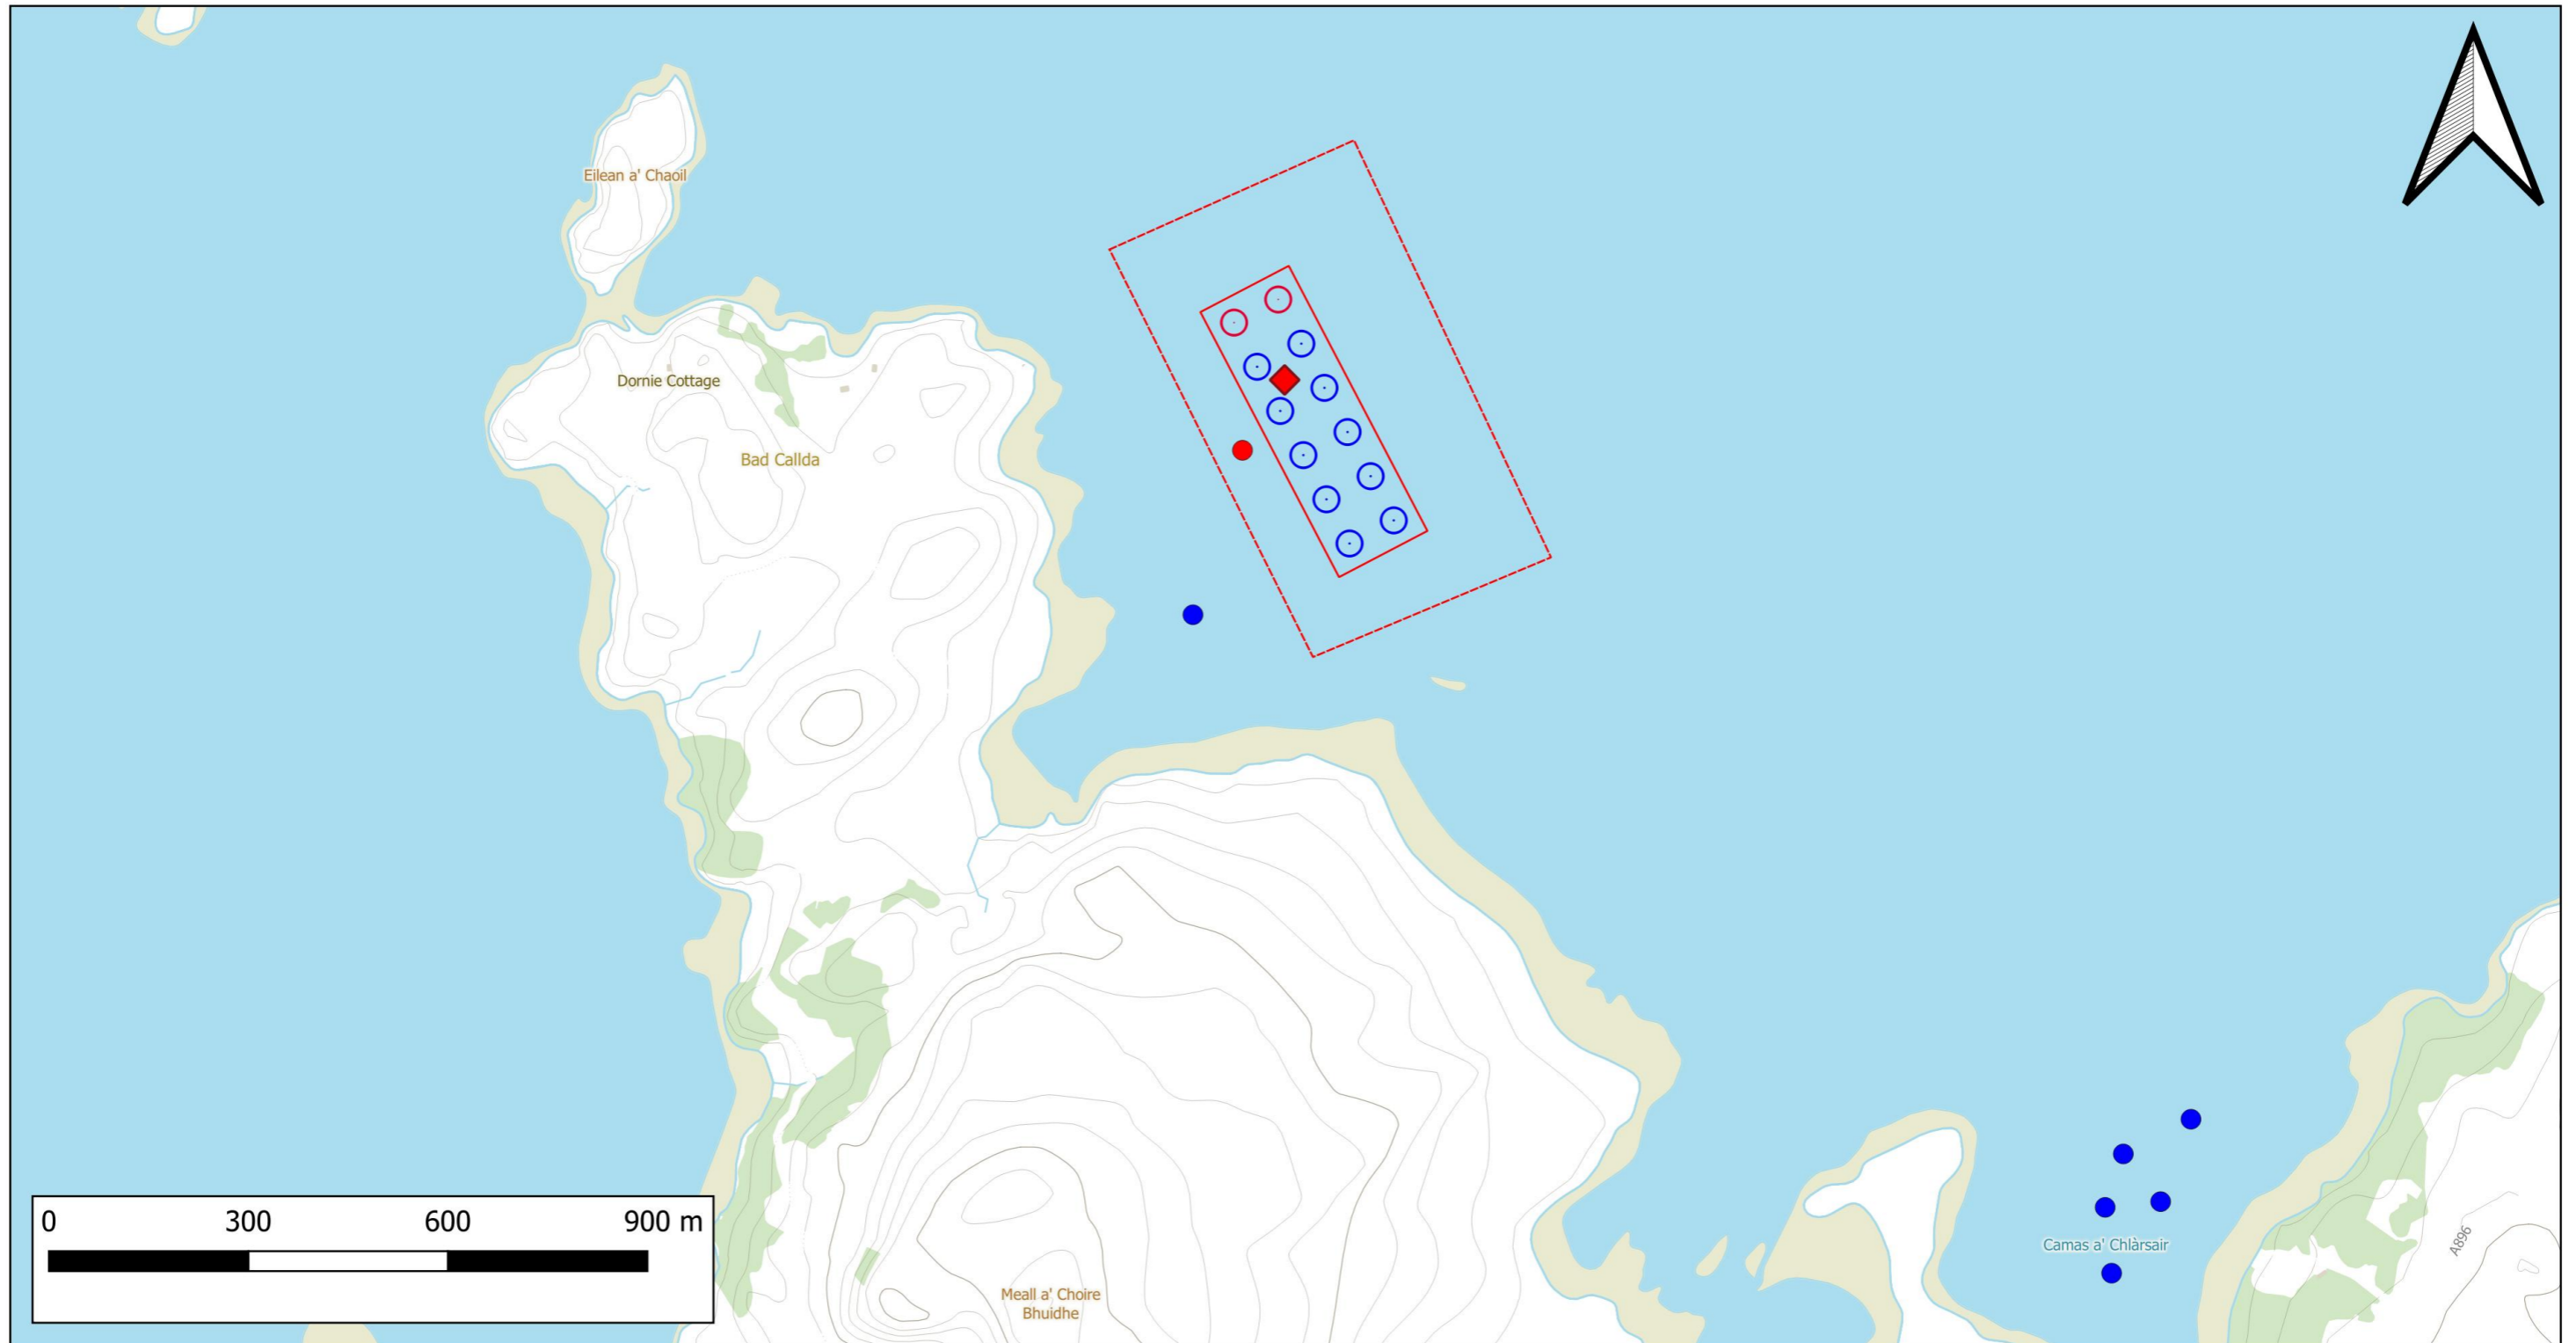 Eilean a' Chaoil
Dornie Cottage
Bad Callda
Camas a' Chlàrsair
A896
Meall a' Choire
Bhuidhe
0 300 600 900 m